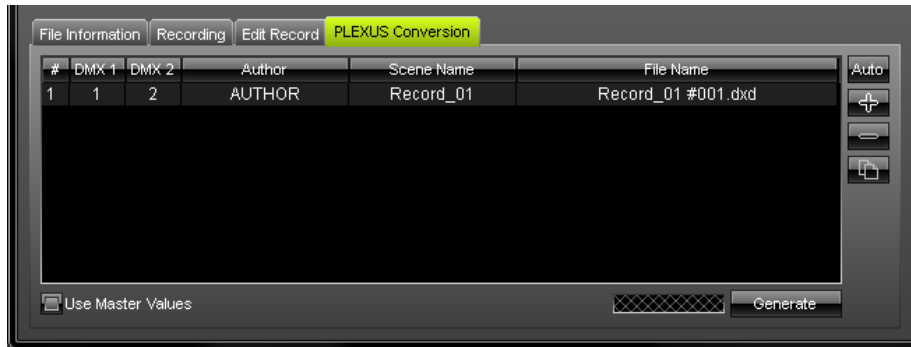 File Information Recording Edit Record PLEXUS Conversion
# DMX 1 DMX 2 Author Scene Name File Name Auto
1 1 2 AUTHOR Record_01 Record_01 #001.dxd
Use Master Values Generate